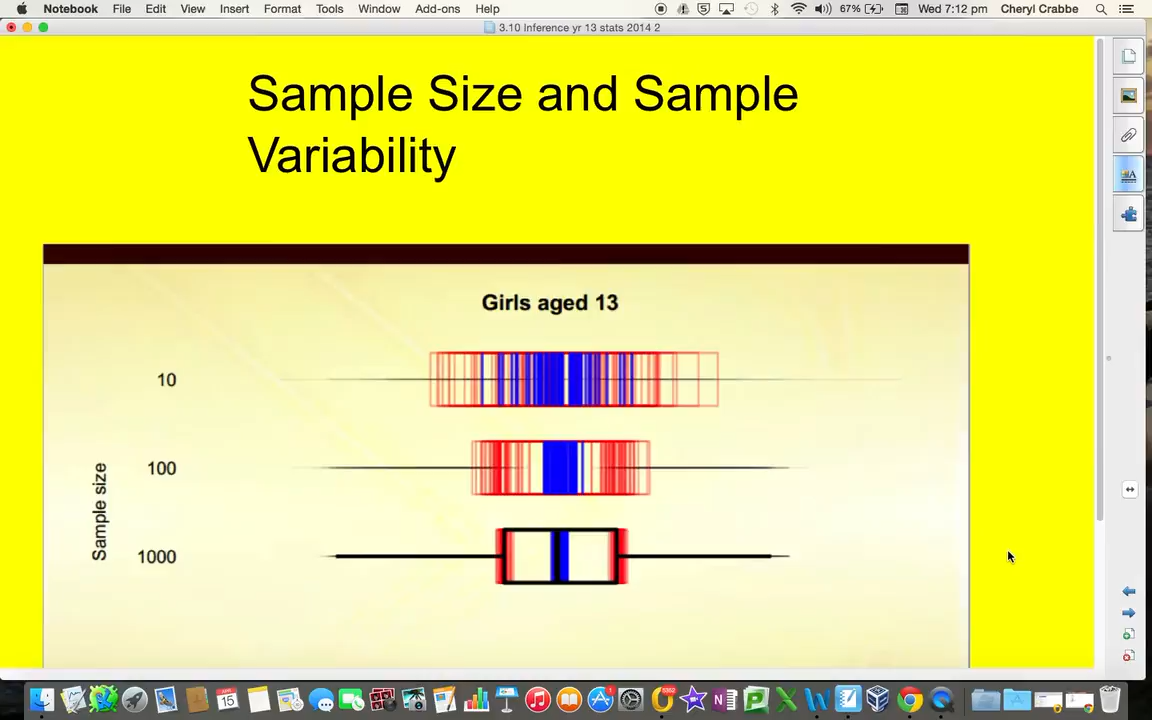 Notebook File Edit View Insert Format Tools Window Add-ons Help 67% Wed 7:12 pm Cheryl Crabbe
3.10 Inference yr 13 stats 2014 2
Sample Size and Sample
Variability
Girls aged 13
10
100
1000
Sample size